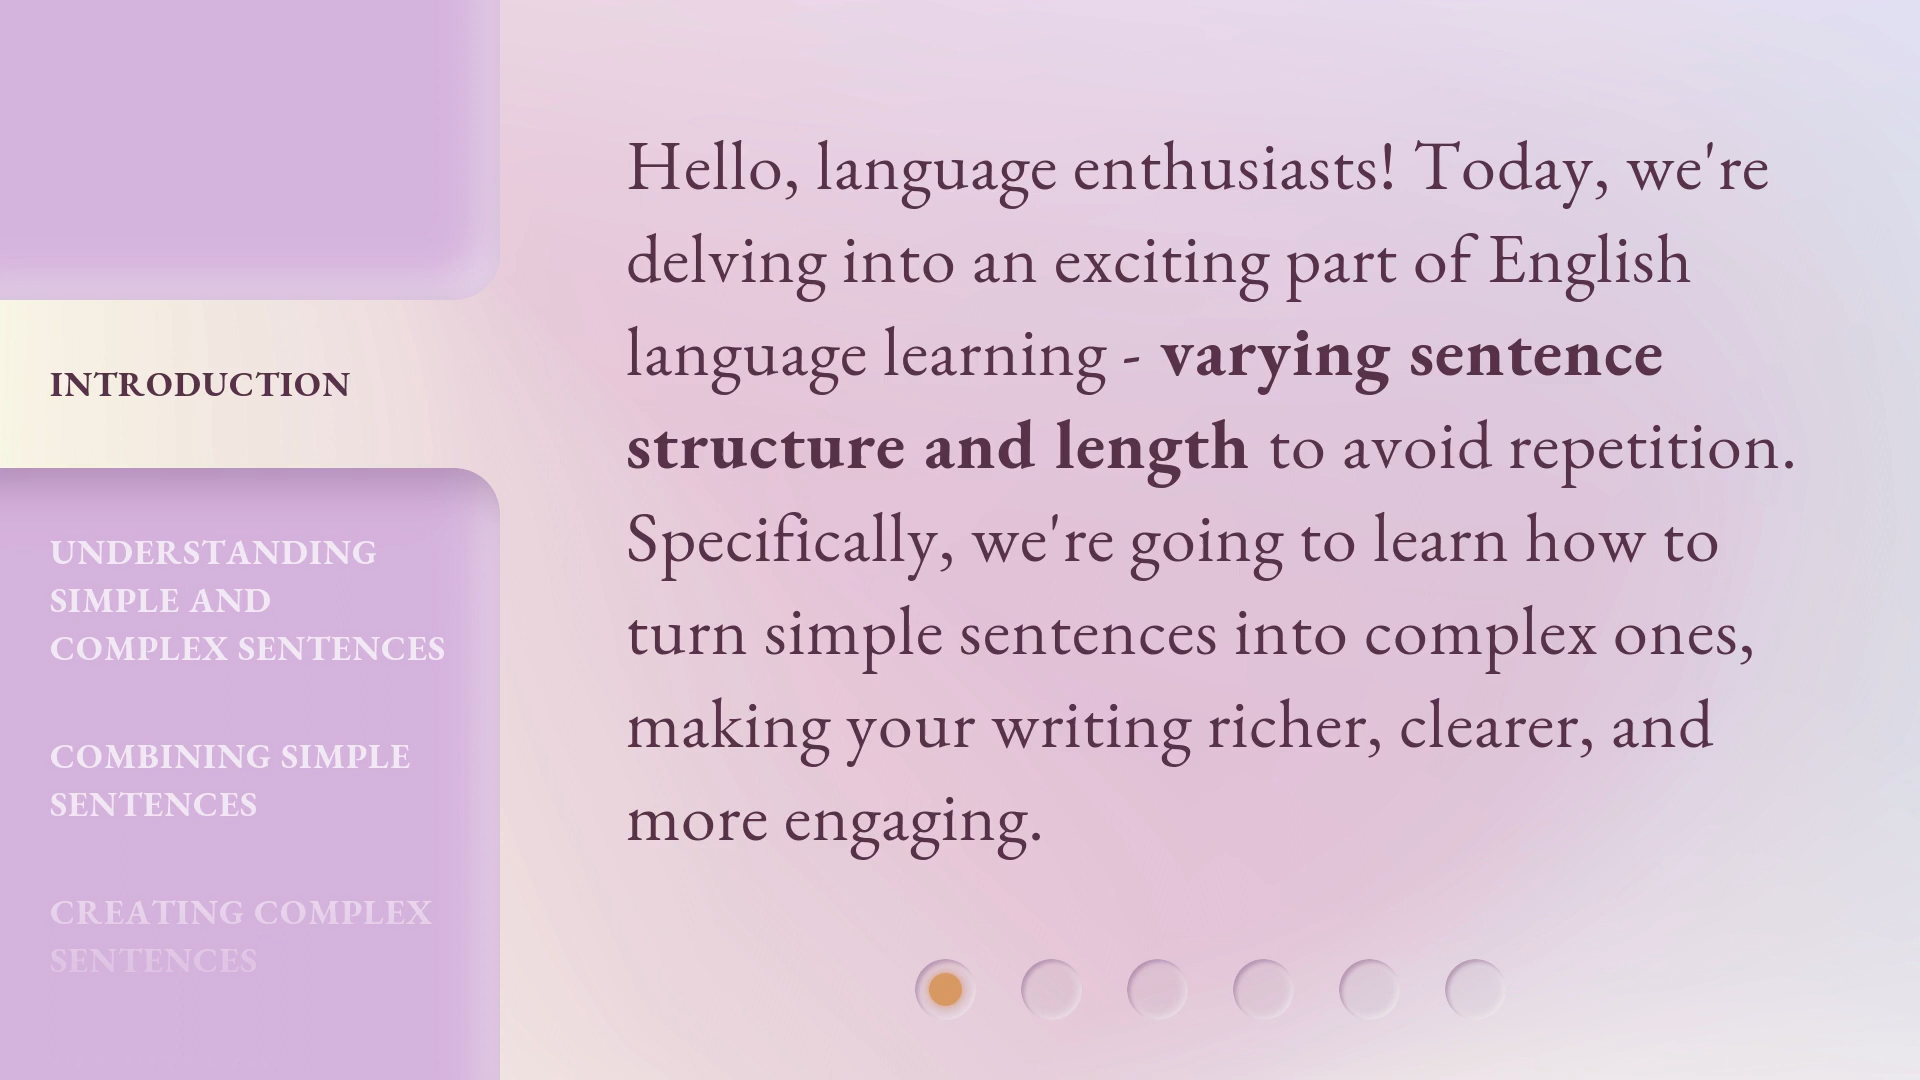 INTRODUCTION
UNDERSTANDING
SIMPLE AND
COMPLEX SENTENCES
COMBINING SIMPLE
SENTENCES
CREATING COMPLEX
SENTENCES
Hello, language enthusiasts! Today, we're
delving into an exciting part of English
language learning - varying sentence
structure and length to avoid repetition.
Specifically, we're going to learn how to
turn simple sentences into complex ones,
making your writing richer, clearer, and
more engaging.